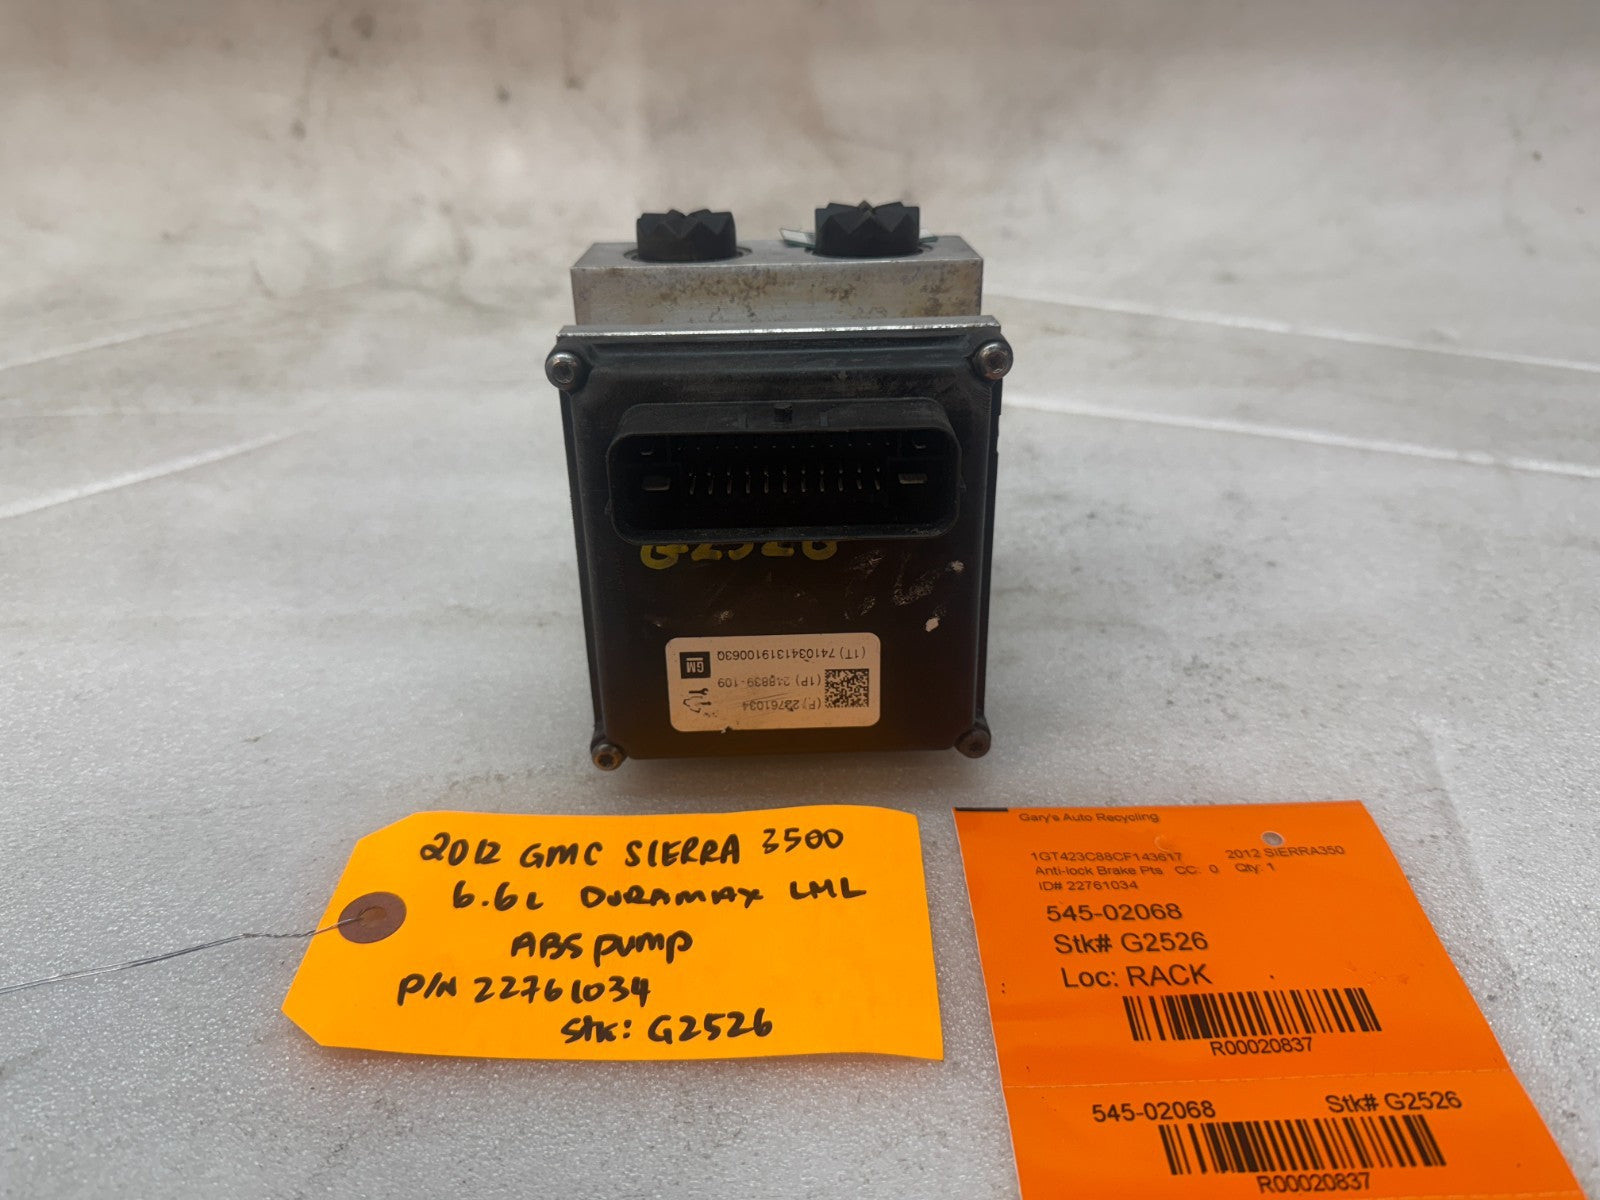 G2526
(1T) 7410341319100630
GM
(1P) 248839-109
(P) 22761034
2012 GMC SIERRA 3500
6.6L DURAMAX LML
ABS PUMP
P/N 22761034
Stk: G2526
Gary's Auto Recycling
1GT423C88CF143617 2012 SIERRA350
Anti-lock Brake Pts CC: 0 Qty: 1
ID# 22761034
545-02068
Stk# G2526
Loc: RACK
R00020837
545-02068 Stk# G2526
R00020837